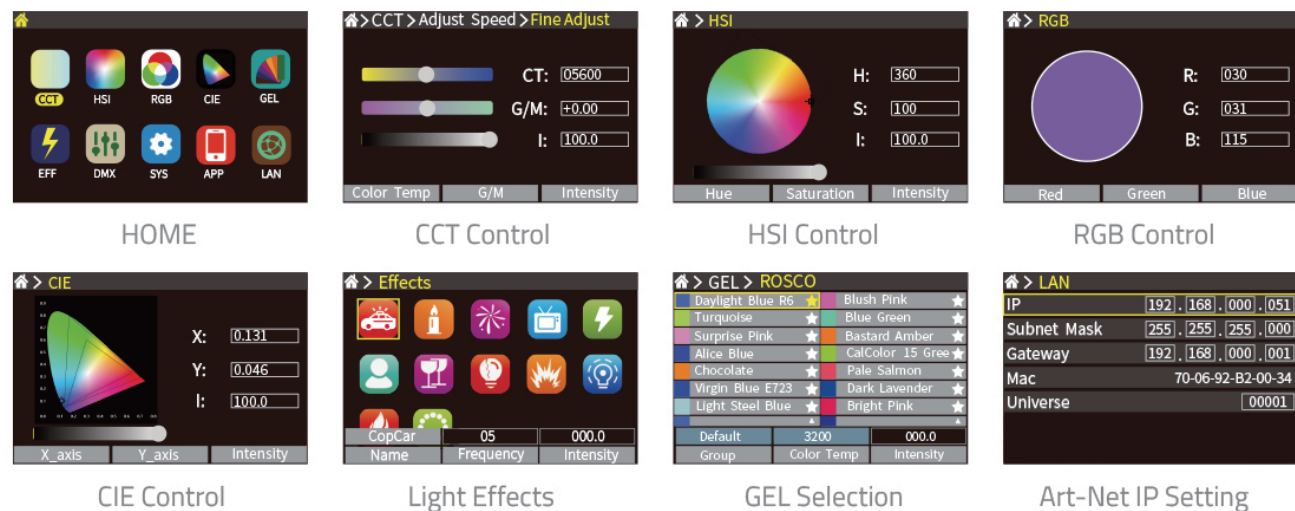 CCT HSI RGB CIE GEL
EFF DMX SYS APP LAN
HOME
>CCT>Adjust Speed>Fine Adjust
CT: 05600
G/M: +0.00
I: 100.0
Color Temp G/M Intensity
CCT Control
> HSI
H: 360
S: 100
I: 100.0
Hue Saturation Intensity
HSI Control
> RGB
R: 030
G: 031
B: 115
Red Green Blue
RGB Control
> CIE
X: 0.131
Y: 0.046
I: 100.0
X_axis Y_axis Intensity
CIE Control
> Effects
CopCar 05 000.0
Name Frequency Intensity
Light Effects
> GEL > ROSCO
Daylight Blue R6 Blush Pink
Turquoise Blue Green
Surprise Pink Bastard Amber
Alice Blue CalColor 15 Gree
Chocolate Pale Salmon
Virgin Blue E723 Dark Lavender
Light Steel Blue Bright Pink
Default 3200 000.0
Group Color Temp Intensity
GEL Selection
> LAN
IP 192.168.000.051
Subnet Mask 255.255.255.000
Gateway 192.168.000.001
Mac 70-06-92-B2-00-34
Unlverse 00001
Art-Net IP Setting